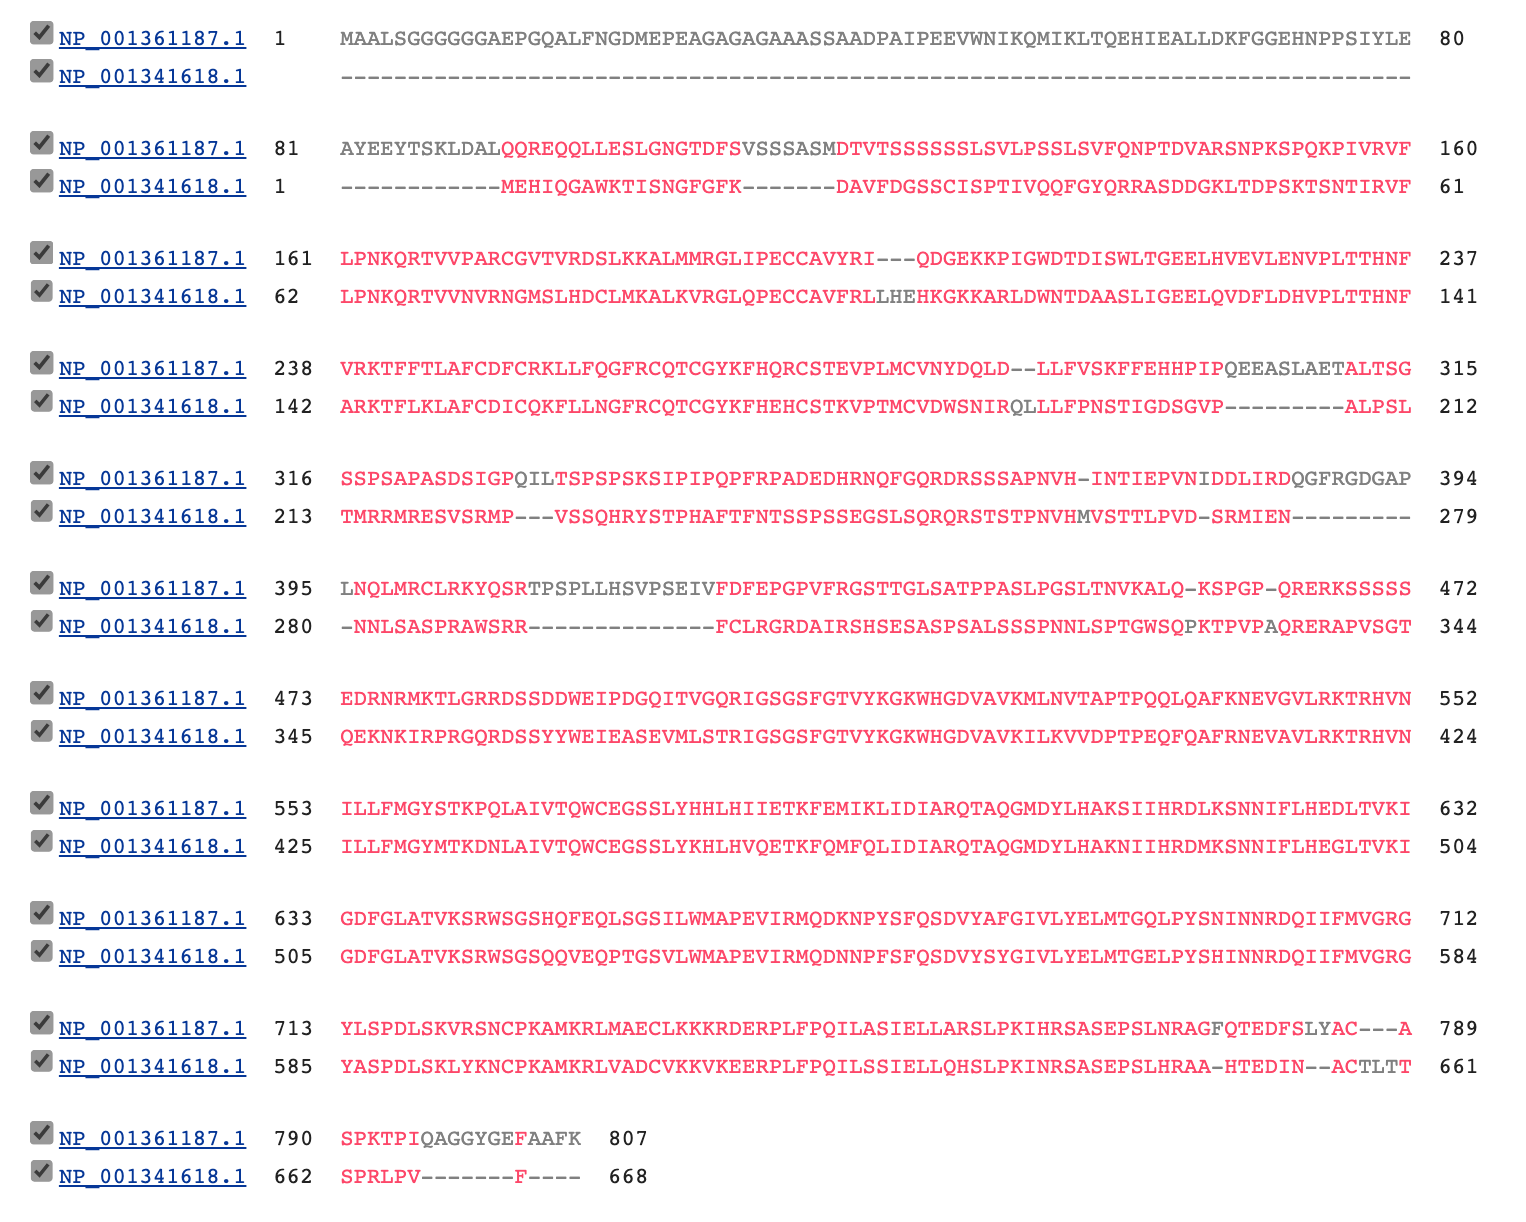 NP_001361187.1 1 MAALSGGGGGGAEPGQALFNGDMEPEAGAGAGAAASSAADPAIPEEVWNIKQMIKLTQEHIEALLDKFGGEHNPPSIYLE 80
NP_001341618.1 --------------------------------------------------------------------------------
NP_001361187.1 81 AYEEYTSKLDALQQREQQLLESLGNGTDFSVSSSASMDTVTSSSSSSLSVLPSSLSVFQNPTDVARSNPKSPQKPIVRVF 160
NP_001341618.1 1 ------------MEHIQGAWKTISNGFGFK-------DAVFDGSSCISPTIVQQFGYQRRASDDGKLTDPSKTSNTIRVF 61
NP_001361187.1 161 LPNKQRTVVPARCGVTVRDSLKKALMMRGLIPECCAVYRI---QDGEKKPIGWDTDISWLTGEELHVEVLENVPLTTHNF 237
NP_001341618.1 62 LPNKQRTVVNVRNGMSLHDCLMKALKVRGLQPECCAVFRLLHEHKGKKARLDWNTDAASLIGEELQVDFLDHVPLTTHNF 141
NP_001361187.1 238 VRKTFFTLAFCDFCRKLLFQGFRCQTCGYKFHQRCSTEVPLMCVNYDQLD--LLFVSKFFEHHPIPQEEASLAETALTSG 315
NP_001341618.1 142 ARKTFLKLAFCDICQKFLLNGFRCQTCGYKFHEHCSTKVPTMCVDWSNIRQLLLFPNSTIGDSGVP---------ALPSL 212
NP_001361187.1 316 SSPSAPASDSIGPQILTSPSPSKSIPIPQPFRPADEDHRNQFGQRDRSSSAPNVH-INTIEPVNIDDLIRDQGFRGDGAP 394
NP_001341618.1 213 TMRRMRESVSRMP---VSSQHRYSTPHAFTFNTSSPSSEGSLSQRQRSTSTPNVHMVSTTLPVD-SRMIEN--------- 279
NP_001361187.1 395 LNQLMRCLRKYQSRTPSPLLHSVPSEIVFDFEPGPVFRGSTTGLSATPPASLPGSLTNVKALQ-KSPGP-QRERKSSSSS 472
NP_001341618.1 280 -NNLSASPRAWSRR--------------FCLRGRDAIRSHSESASPSALSSSPNNLSPTGWSQPKTPVPAQRERAPVSGT 344
NP_001361187.1 473 EDRNRMKTLGRRDSSDDWEIPDGQITVGQRIGSGSFGTVYKGKWHGDVAVKMLNVTAPTPQQLQAFKNEVGVLRKTRHVN 552
NP_001341618.1 345 QEKNKIRPRGQRDSSYYWEIEASEVMLSTRIGSGSFGTVYKGKWHGDVAVKILKVVDPTPEQFQAFRNEVAVLRKTRHVN 424
NP_001361187.1 553 ILLFMGYSTKPQLAIVTQWCEGSSLYHHLHIIETKFEMIKLIDIARQTAQGMDYLHAKSIIHRDLKSNNIFLHEDLTVKI 632
NP_001341618.1 425 ILLFMGYMTKDNLAIVTQWCEGSSLYKHLHVQETKFQMFQLIDIARQTAQGMDYLHAKNIIHRDMKSNNIFLHEGLTVKI 504
NP_001361187.1 633 GDFGLATVKSRWSGSHQFEQLSGSILWMAPEVIRMQDKNPYSFQSDVYAFGIVLYELMTGQLPYSNINNRDQIIFMVGRG 712
NP_001341618.1 505 GDFGLATVKSRWSGSQQVEQPTGSVLWMAPEVIRMQDNNPFSFQSDVYSYGIVLYELMTGELPYSHINNRDQIIFMVGRG 584
NP_001361187.1 713 YLSPDLSKVRSNCPKAMKRLMAECLKKKRDERPLFPQILASIELLARSLPKIHRSASEPSLNRAGFQTEDFSLYAC---A 789
NP_001341618.1 585 YASPDLSKLYKNCPKAMKRLVADCVKKVKEERPLFPQILSSIELLQHSLPKINRSASEPSLHRAA-HTEDIN--ACTLTT 661
NP_001361187.1 790 SPKTPIQAGGYGEFAAFK 807
NP_001341618.1 662 SPRLPV-------F---- 668